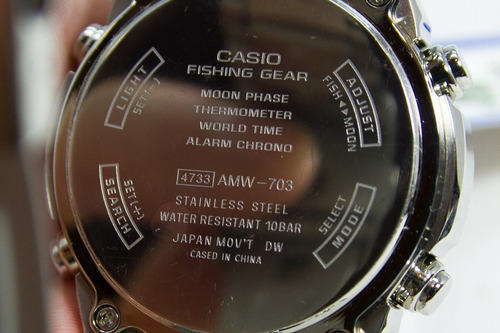 CASIO
FISHING GEAR
MOON PHASE
THERMOMETER
WORLD TIME
ALARM CHRONO
4733 AMW-703
STAINLESS STEEL
WATER RESISTANT 10BAR
JAPAN MOV'T DW
CASED IN CHINA
LIGHT
SET(-)
ADJUST
FISH◄►MOON
SET(+)
SEARCH
SELECT
MODE